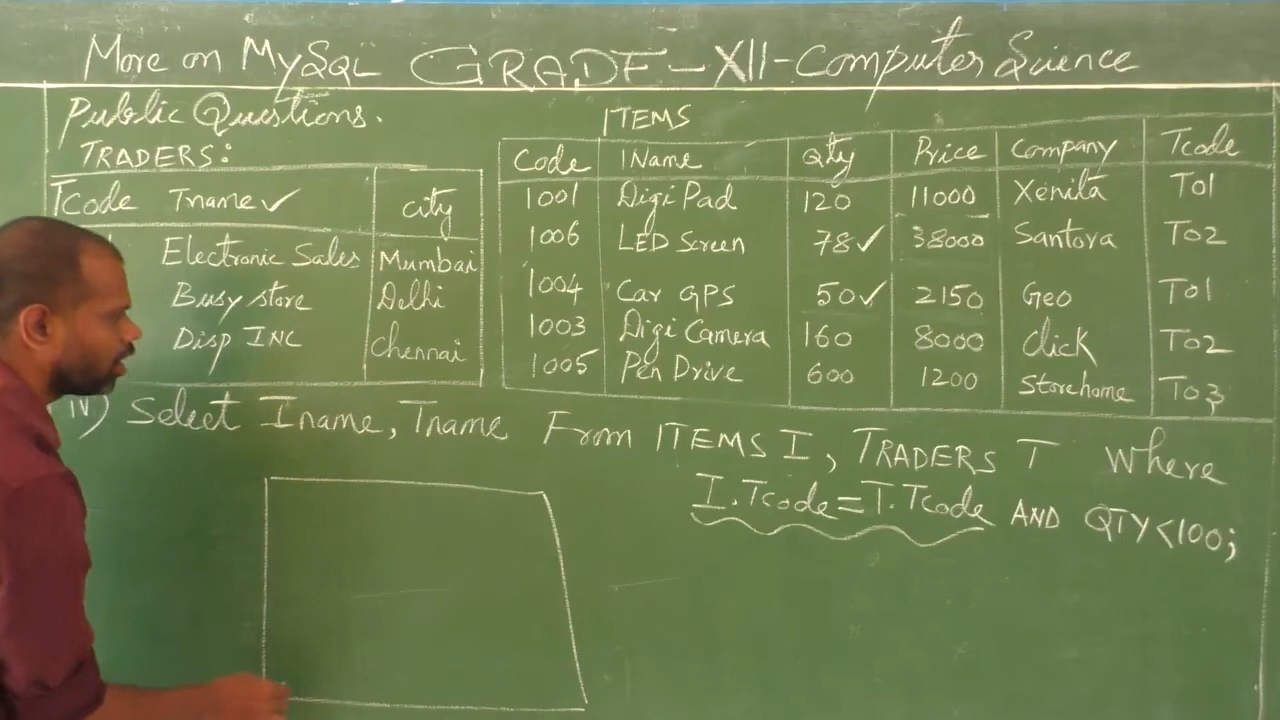 More on MySQL GRADE-XII-Computer Science
Public Questions.
TRADERS:
Tcode Tname✓ city
Electronic Sales Mumbai
Busy store Delhi
Disp INC Chennai
ITEMS
Code IName Qty Price Company Tcode
1001 Digi Pad 120 11000 Xenita T01
1006 LED Screen 78✓ 38000 Santora T02
1004 Car GPS 50✓ 2150 Geo T01
1003 Digi Camera 160 8000 Click T02
1005 Pen Drive 600 1200 Storehome T03
IV) Select Iname, Tname From ITEMS I, TRADERS T Where
I.Tcode=T.Tcode AND QTY<100;